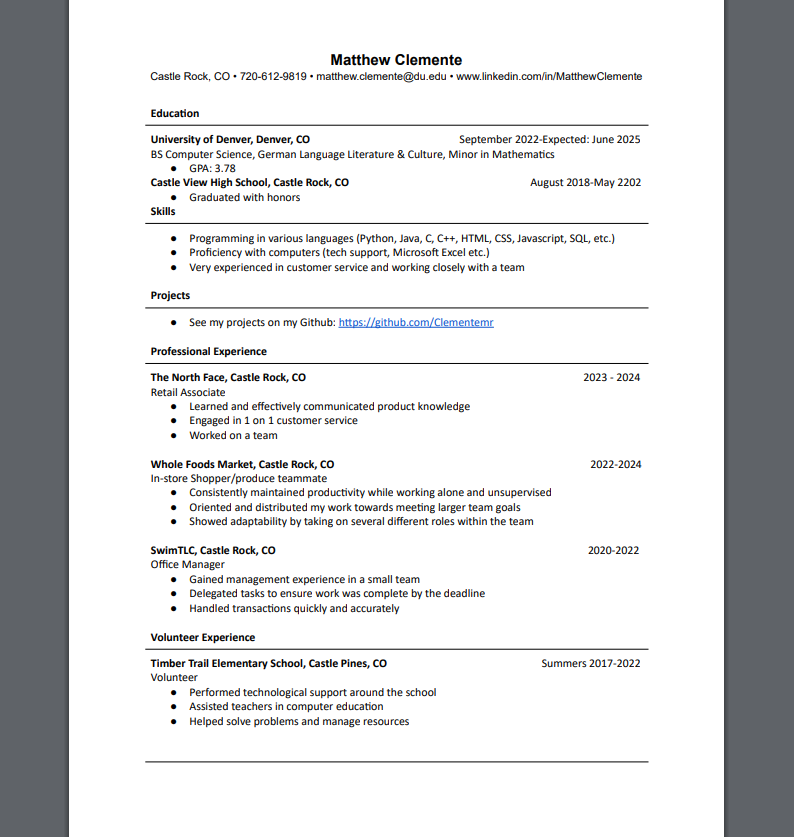 Matthew Clemente
Castle Rock, CO • 720-612-9819 • matthew.clemente@du.edu • www.linkedin.com/in/MatthewClemente
Education
University of Denver, Denver, CO September 2022-Expected: June 2025
BS Computer Science, German Language Literature & Culture, Minor in Mathematics
● GPA: 3.78
Castle View High School, Castle Rock, CO August 2018-May 2202
● Graduated with honors
Skills
● Programming in various languages (Python, Java, C, C++, HTML, CSS, Javascript, SQL, etc.)
● Proficiency with computers (tech support, Microsoft Excel etc.)
● Very experienced in customer service and working closely with a team
Projects
● See my projects on my Github: https://github.com/Clementemr
Professional Experience
The North Face, Castle Rock, CO 2023 - 2024
Retail Associate
● Learned and effectively communicated product knowledge
● Engaged in 1 on 1 customer service
● Worked on a team
Whole Foods Market, Castle Rock, CO 2022-2024
In-store Shopper/produce teammate
● Consistently maintained productivity while working alone and unsupervised
● Oriented and distributed my work towards meeting larger team goals
● Showed adaptability by taking on several different roles within the team
SwimTLC, Castle Rock, CO 2020-2022
Office Manager
● Gained management experience in a small team
● Delegated tasks to ensure work was complete by the deadline
● Handled transactions quickly and accurately
Volunteer Experience
Timber Trail Elementary School, Castle Pines, CO Summers 2017-2022
Volunteer
● Performed technological support around the school
● Assisted teachers in computer education
● Helped solve problems and manage resources